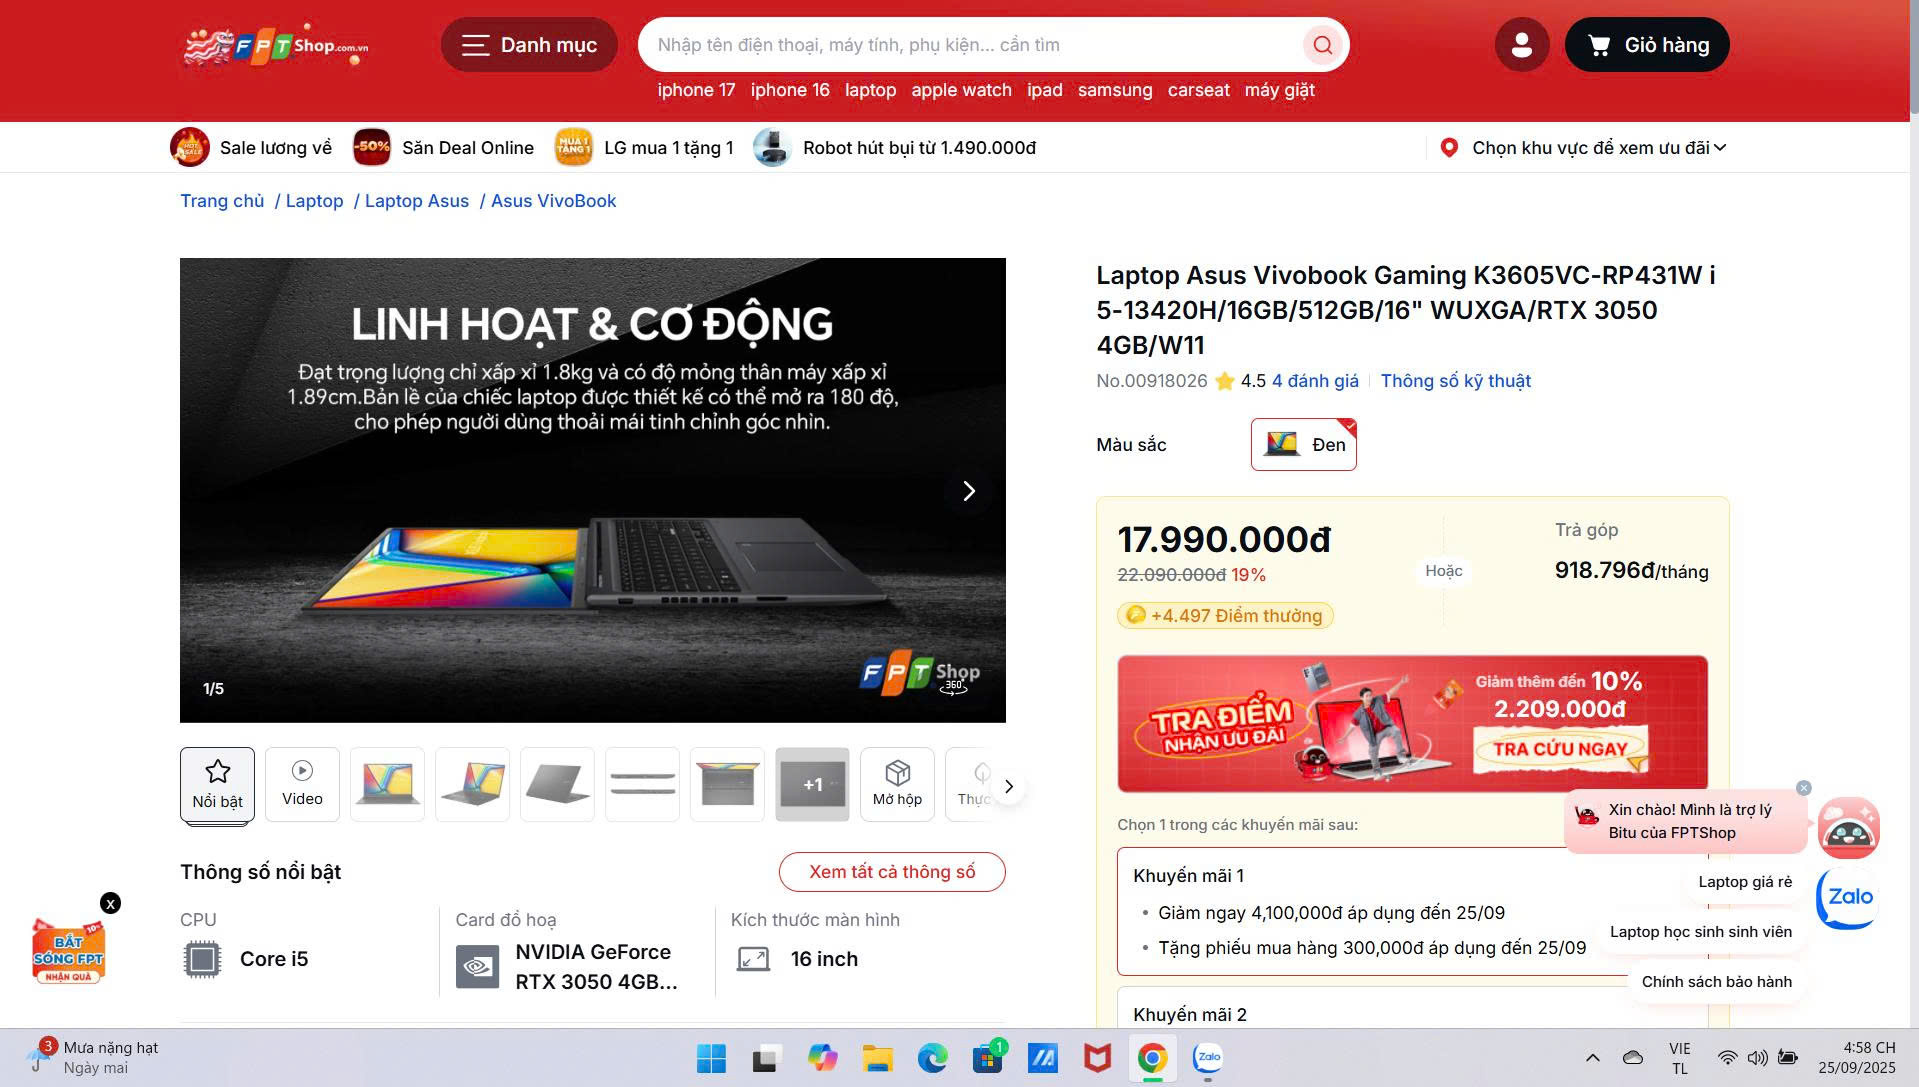 FPT Shop.com.vn
Danh mục
Nhập tên điện thoại, máy tính, phụ kiện... cần tìm
Giỏ hàng
iphone 17 iphone 16 laptop apple watch ipad samsung carseat máy giặt
HOT SALE
Sale lương về
-50%
Săn Deal Online
MUA 1 TẶNG 1
LG mua 1 tặng 1
Robot hút bụi từ 1.490.000đ
Chọn khu vực để xem ưu đãi
Trang chủ / Laptop / Laptop Asus / Asus VivoBook
LINH HOẠT & CƠ ĐỘNG
Đạt trọng lượng chỉ xấp xỉ 1.8kg và có độ mỏng thân máy xấp xỉ
1.89cm.Bản lề của chiếc laptop được thiết kế có thể mở ra 180 độ,
cho phép người dùng thoải mái tinh chỉnh góc nhìn.
FPT Shop
360°
1/5
Nổi bật
Video
+1
Mở hộp
Thực
Thông số nổi bật
Xem tất cả thông số
CPU
Core i5
Card đồ hoạ
NVIDIA GeForce
RTX 3050 4GB...
Kích thước màn hình
16 inch
x
10%
BẮT
SÓNG FPT
NHẬN QUÀ
Laptop Asus Vivobook Gaming K3605VC-RP431W i
5-13420H/16GB/512GB/16" WUXGA/RTX 3050
4GB/W11
No.00918026 4.5 4 đánh giá Thông số kỹ thuật
Màu sắc
Đen
17.990.000đ
22.090.000đ 19%
+4.497 Điểm thưởng
Hoặc
Trả góp
918.796đ/tháng
TRA ĐIỂM
NHẬN ƯU ĐÃI
Giảm thêm đến 10%
2.209.000đ
TRA CỨU NGAY
Chọn 1 trong các khuyến mãi sau:
Khuyến mãi 1
• Giảm ngay 4,100,000đ áp dụng đến 25/09
• Tặng phiếu mua hàng 300,000đ áp dụng đến 25/09
Khuyến mãi 2
Xin chào! Mình là trợ lý
Bitu của FPTShop
Laptop giá rẻ
Zalo
Laptop học sinh sinh viên
Chính sách bảo hành
3
Mưa nặng hạt
Ngày mai
1
Zalo
VIE
TL
4:58 CH
25/09/2025